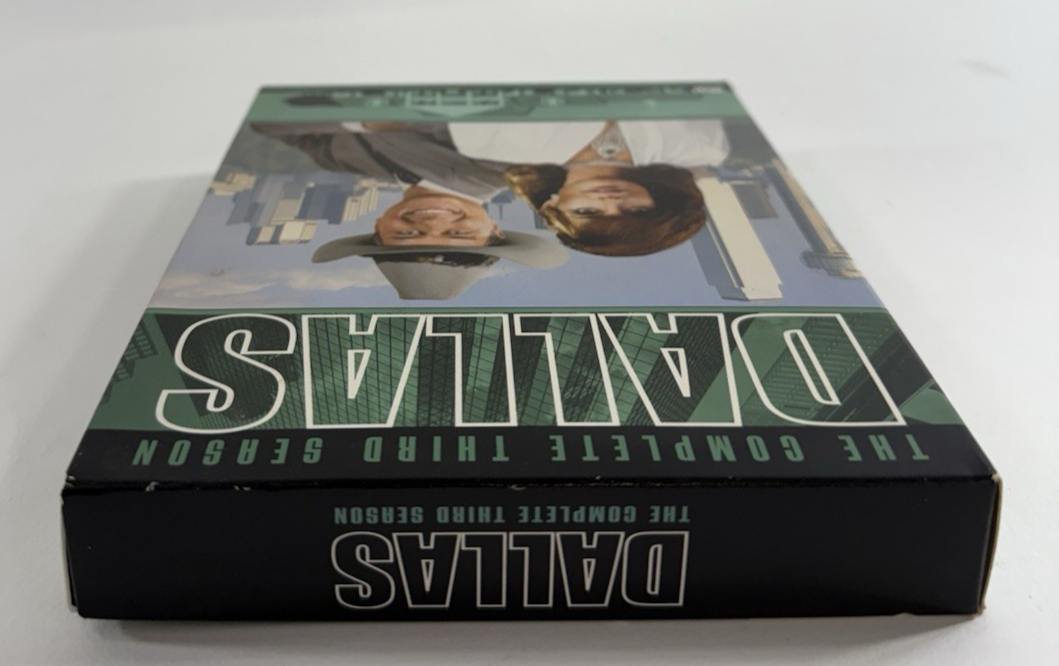 THE COMPLETE THIRD SEASON
DALLAS
DALLAS
THE COMPLETE THIRD SEASON